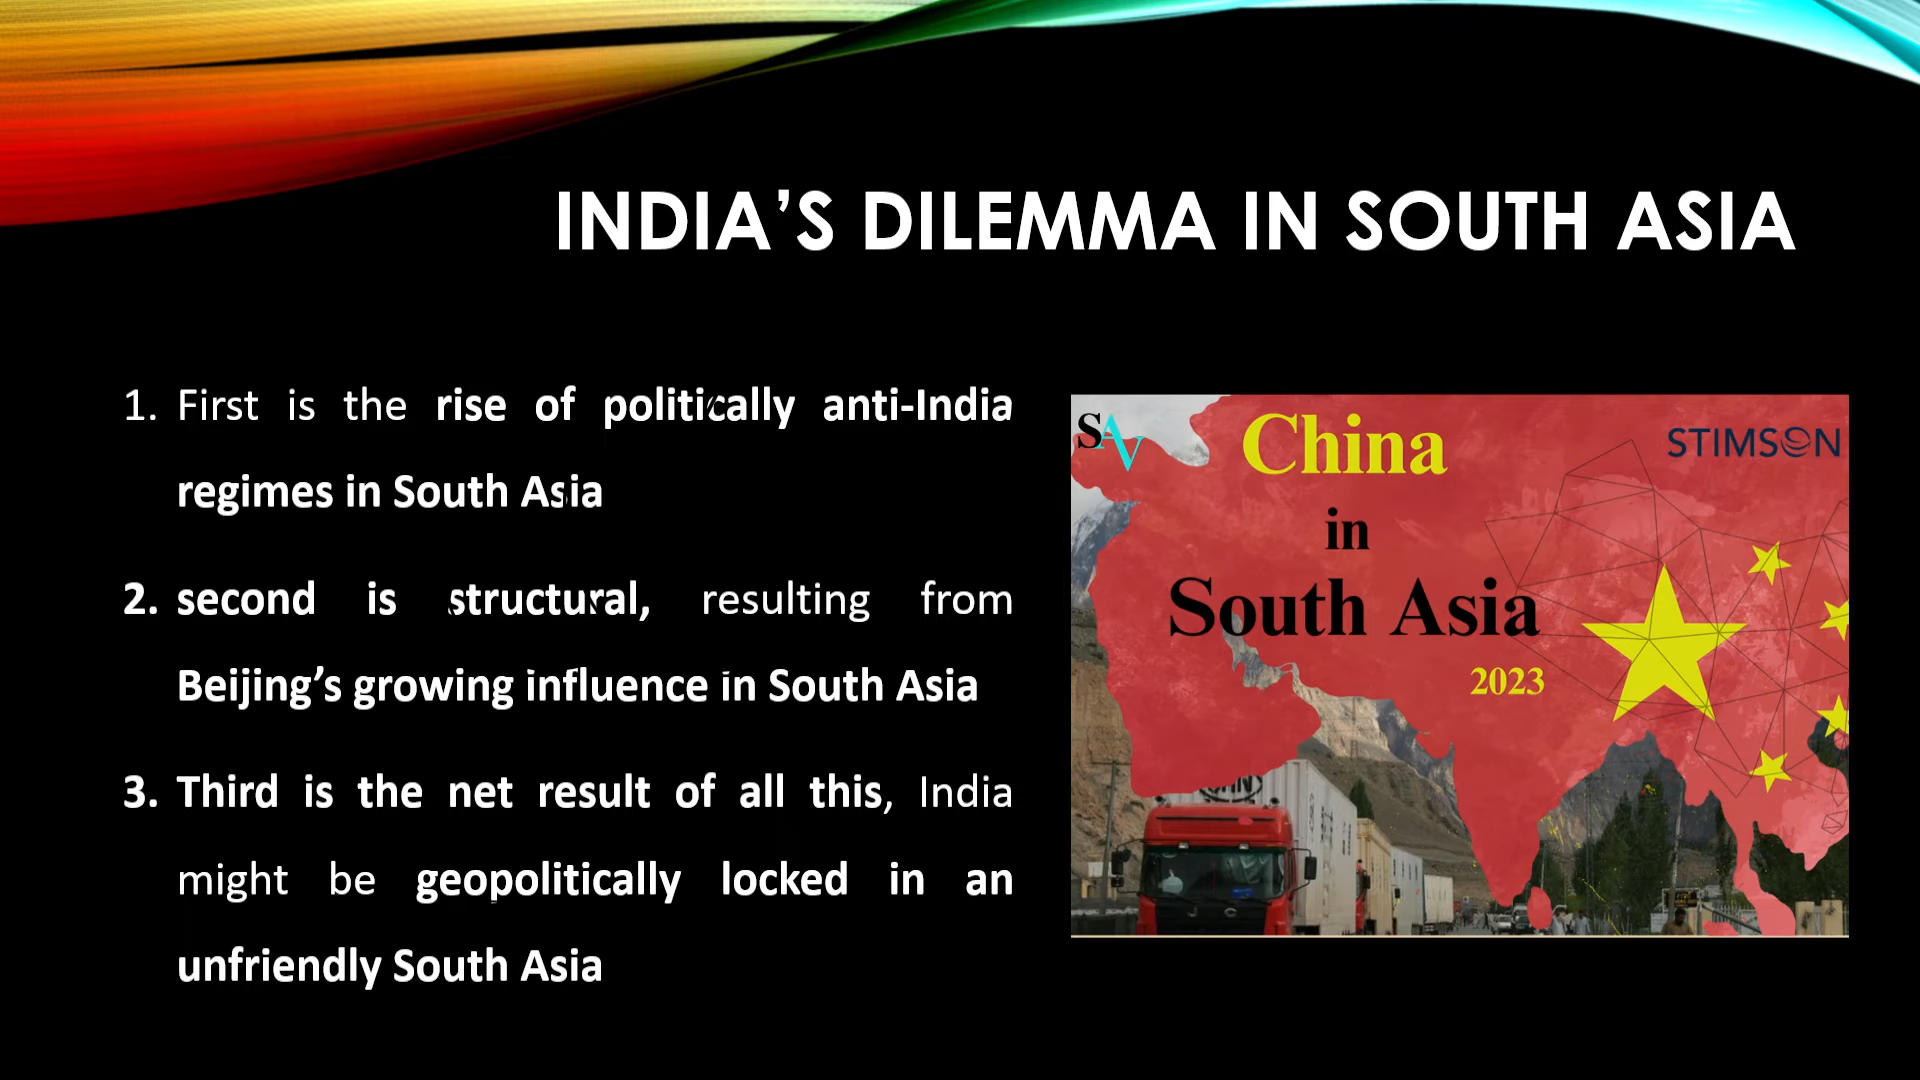 INDIA’S DILEMMA IN SOUTH ASIA
1. First is the rise of politically anti-India
regimes in South Asia
2. second is structural, resulting from
Beijing’s growing influence in South Asia
3. Third is the net result of all this, India
might be geopolitically locked in an
unfriendly South Asia
SAV
China
STIMSON
in
South Asia
2023